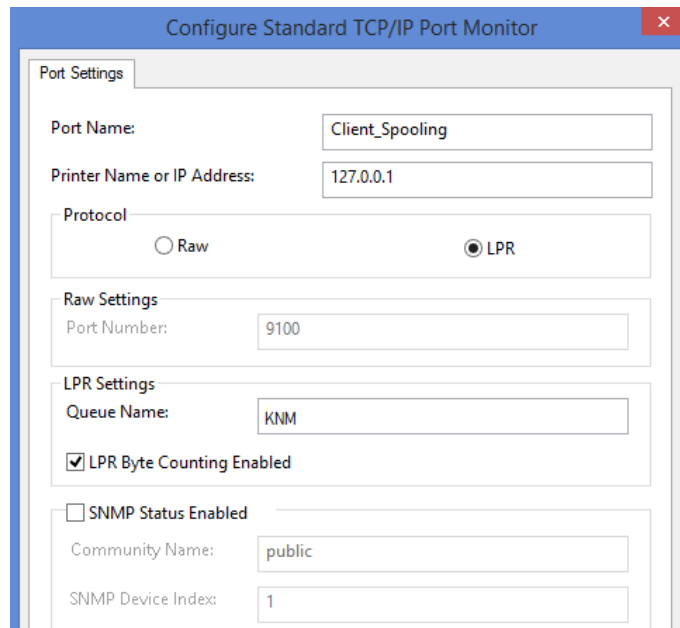 Configure Standard TCP/IP Port Monitor
Port Settings
Port Name: Client_Spooling
Printer Name or IP Address: 127.0.0.1
Protocol
Raw LPR
Raw Settings
Port Number: 9100
LPR Settings
Queue Name: KNM
LPR Byte Counting Enabled
SNMP Status Enabled
Community Name: public
SNMP Device Index: 1